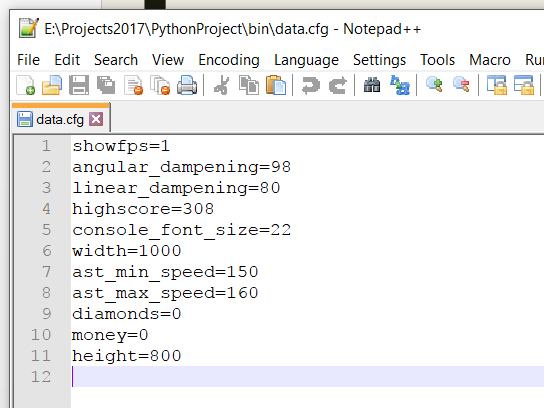 E:\Projects2017\PythonProject\bin\data.cfg - Notepad++
File Edit Search View Encoding Language Settings Tools Macro Ru
data.cfg
1 showfps=1
2 angular_dampening=98
3 linear_dampening=80
4 highscore=308
5 console_font_size=22
6 width=1000
7 ast_min_speed=150
8 ast_max_speed=160
9 diamonds=0
10 money=0
11 height=800
12